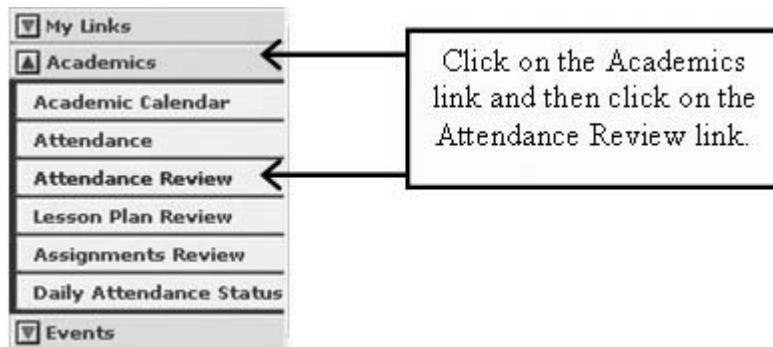 My Links
Academics
Academic Calendar
Attendance
Attendance Review
Lesson Plan Review
Assignments Review
Daily Attendance Status
Events
Click on the Academics
link and then click on the
Attendance Review link.